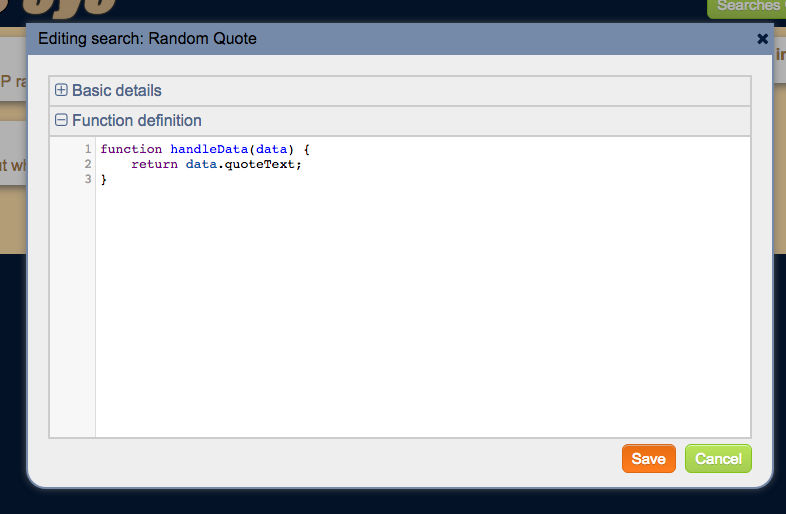 Searches
Editing search: Random Quote
Basic details
Function definition
1 function handleData(data) {
2 return data.quoteText;
3 }
Save
Cancel